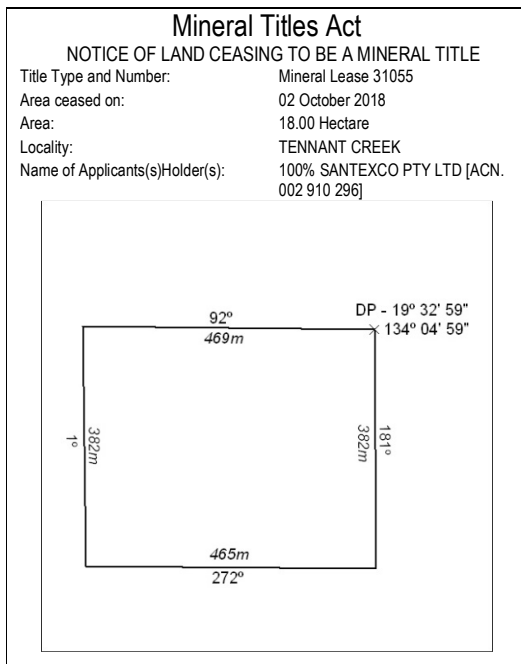 Mineral Titles Act
NOTICE OF LAND CEASING TO BE A MINERAL TITLE
Title Type and Number: Mineral Lease 31055
Area ceased on: 02 October 2018
Area: 18.00 Hectare
Locality: TENNANT CREEK
Name of Applicants(s)Holder(s): 100% SANTEXCO PTY LTD [ACN.
002 910 296]
DP - 19º 32' 59"
134º 04' 59"
92º
469m
1º
382m
382m
181º
465m
272º